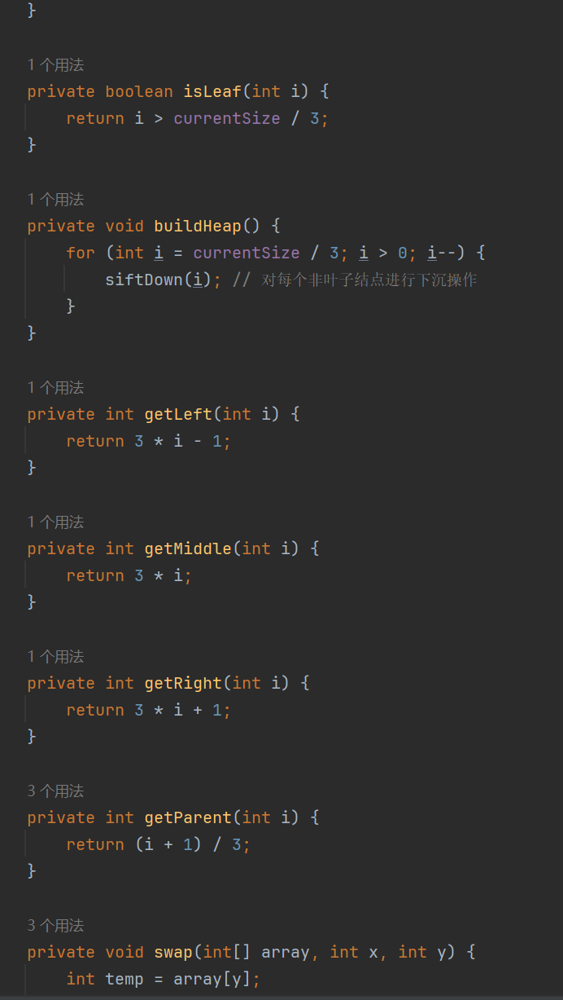 }
1 个用法
private boolean isLeaf(int i) {
return i > currentSize / 3;
}
1 个用法
private void buildHeap() {
for (int i = currentSize / 3; i > 0; i--) {
siftDown(i); // 对每个非叶子结点进行下沉操作
}
}
1 个用法
private int getLeft(int i) {
return 3 * i - 1;
}
1 个用法
private int getMiddle(int i) {
return 3 * i;
}
1 个用法
private int getRight(int i) {
return 3 * i + 1;
}
3 个用法
private int getParent(int i) {
return (i + 1) / 3;
}
3 个用法
private void swap(int[] array, int x, int y) {
int temp = array[y];